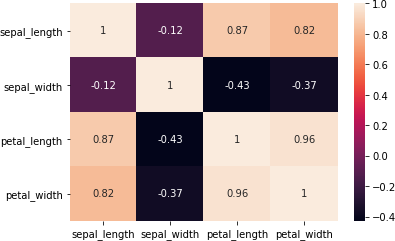 sepal_length 1 -0.12 0.87 0.82
sepal_width -0.12 1 -0.43 -0.37
petal_length 0.87 -0.43 1 0.96
petal_width 0.82 -0.37 0.96 1
sepal_length sepal_width petal_length petal_width
1.0
0.8
0.6
0.4
0.2
0.0
−0.2
−0.4